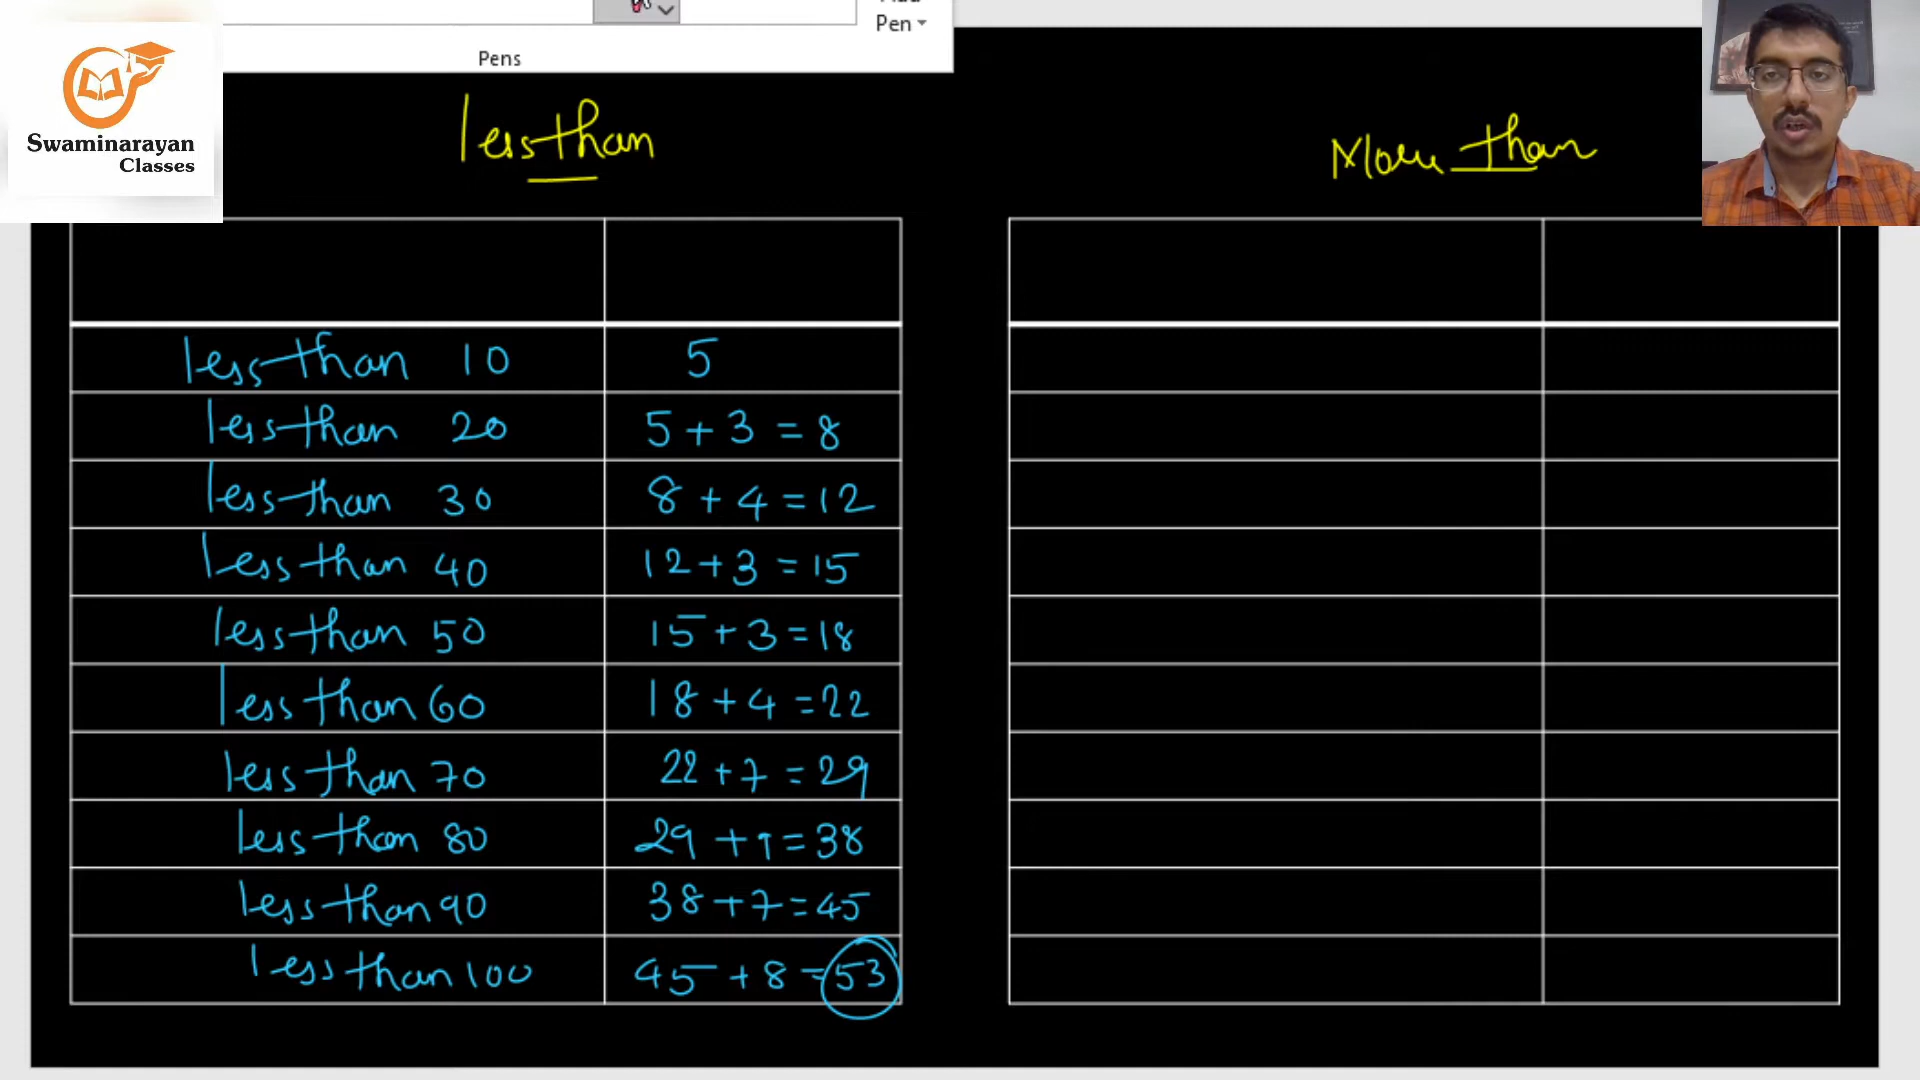 Pen
Pens
Swaminarayan
Classes
less than
More than
less than 10 5
less than 20 5 + 3 = 8
less than 30 8 + 4 = 12
less than 40 12 + 3 = 15
less than 50 15 + 3 = 18
less than 60 18 + 4 = 22
less than 70 22 + 7 = 29
less than 80 29 + 9 = 38
less than 90 38 + 7 = 45
less than 100 45 + 8 = 53